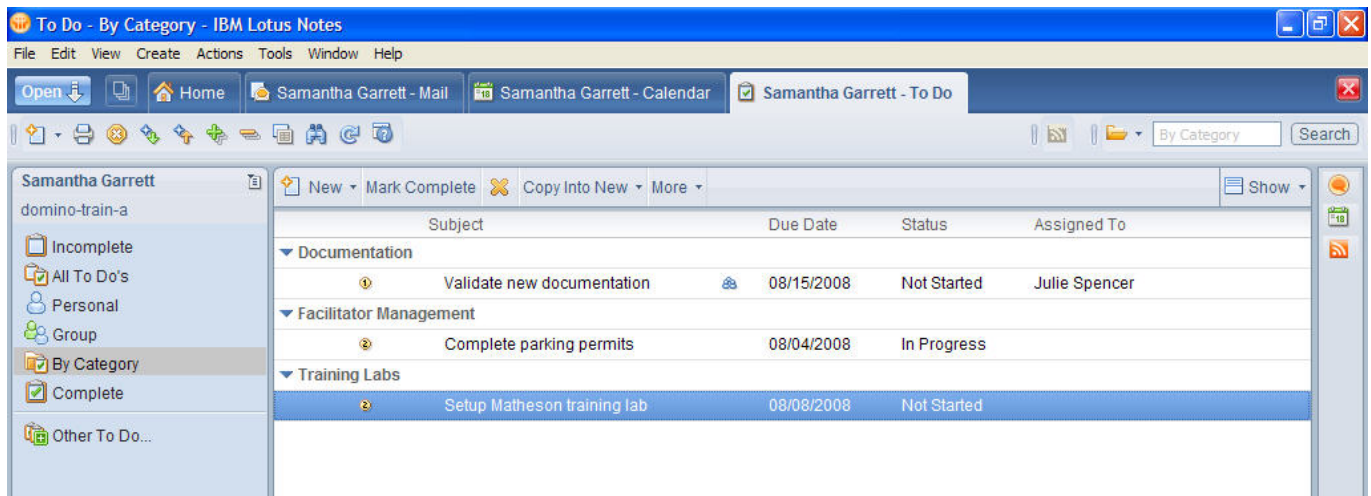 To Do - By Category - IBM Lotus Notes
File Edit View Create Actions Tools Window Help
Open Home Samantha Garrett - Mail Samantha Garrett - Calendar Samantha Garrett - To Do
By Category Search
Samantha Garrett
domino-train-a
Incomplete
All To Do's
Personal
Group
By Category
Complete
Other To Do...
New Mark Complete Copy Into New More Show
Subject Due Date Status Assigned To
Documentation
1 Validate new documentation 08/15/2008 Not Started Julie Spencer
Facilitator Management
2 Complete parking permits 08/04/2008 In Progress
Training Labs
2 Setup Matheson training lab 08/08/2008 Not Started